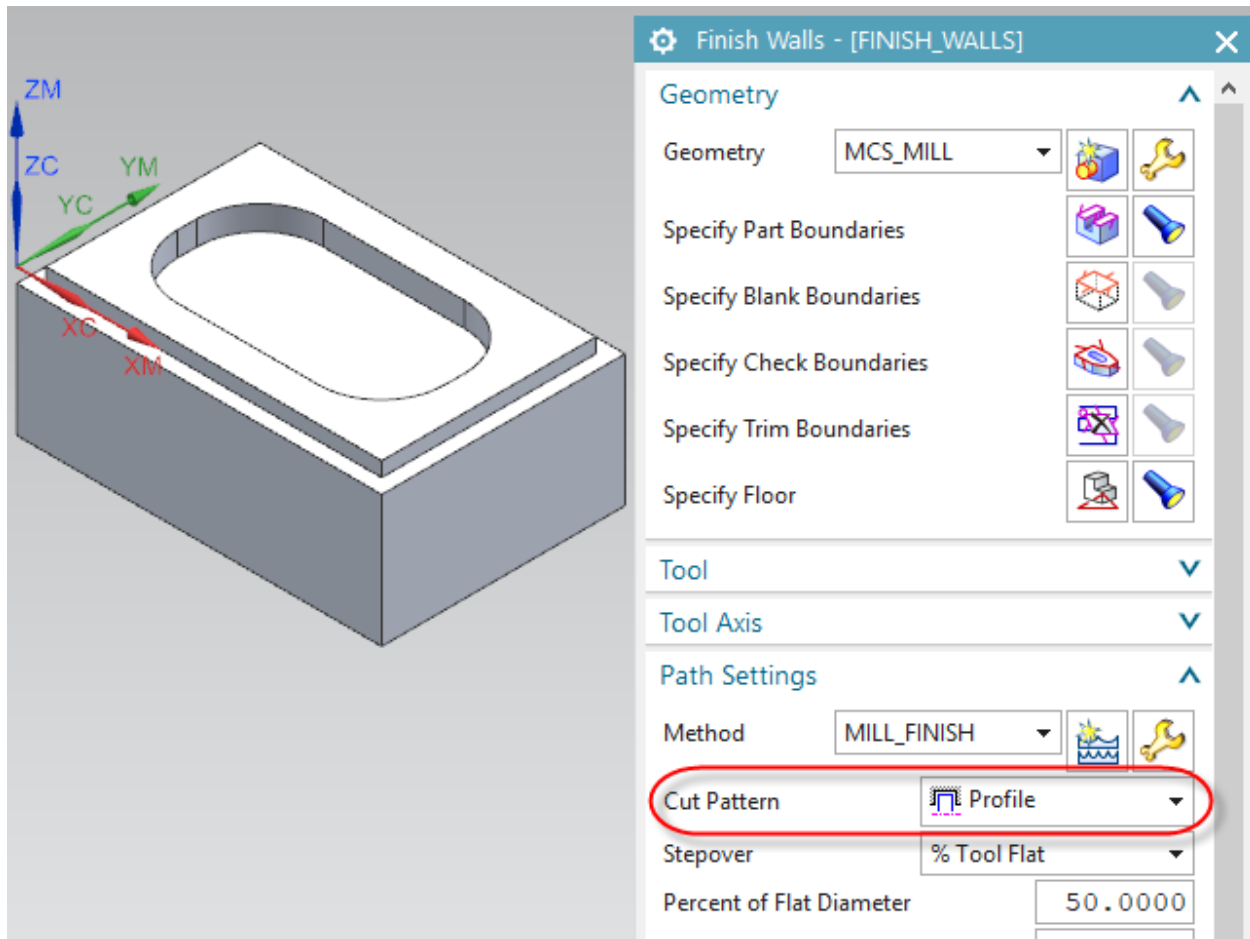 ZM
ZC
YM
YC
XC
XM
Finish Walls - [FINISH_WALLS]
Geometry
Geometry MCS_MILL
Specify Part Boundaries
Specify Blank Boundaries
Specify Check Boundaries
Specify Trim Boundaries
Specify Floor
Tool
Tool Axis
Path Settings
Method MILL_FINISH
Cut Pattern Profile
Stepover % Tool Flat
Percent of Flat Diameter 50.0000